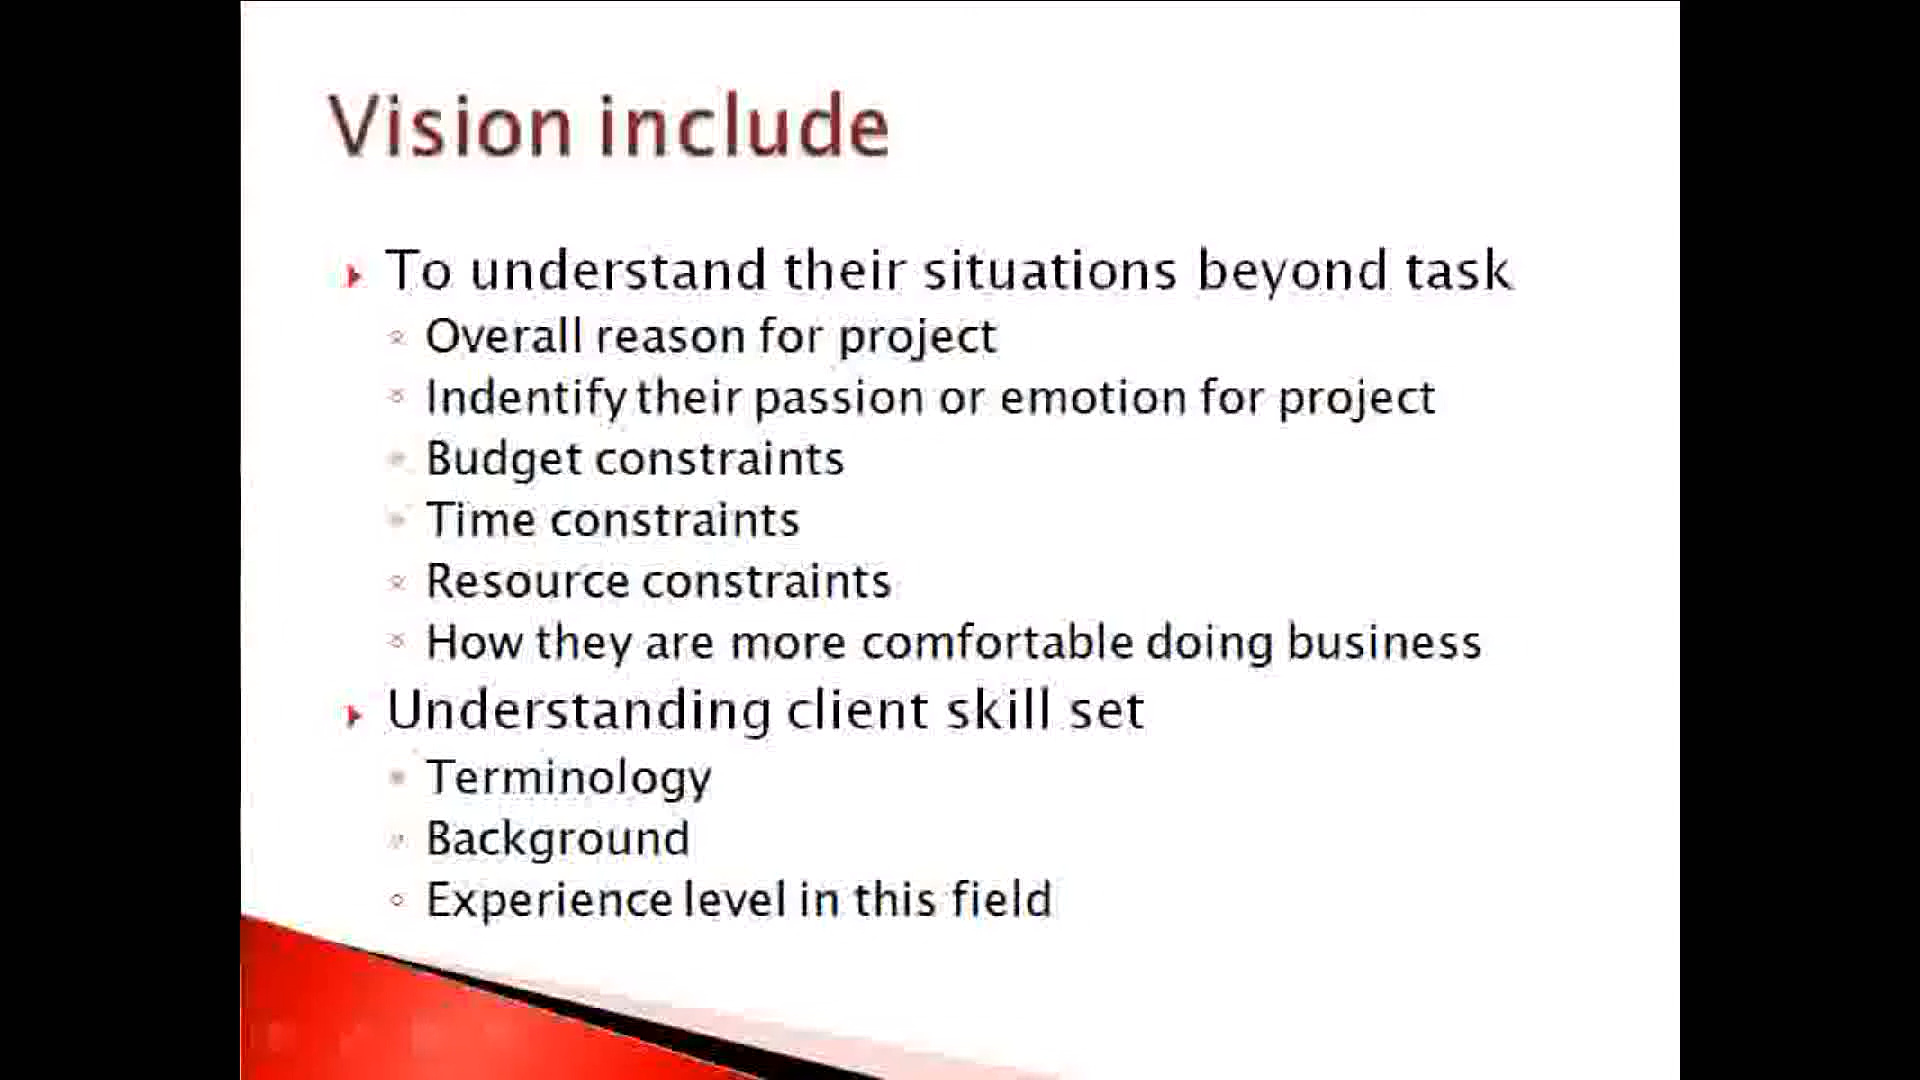 Vision include
To understand their situations beyond task
Overall reason for project
Indentify their passion or emotion for project
Budget constraints
Time constraints
Resource constraints
How they are more comfortable doing business
Understanding client skill set
Terminology
Background
Experience level in this field